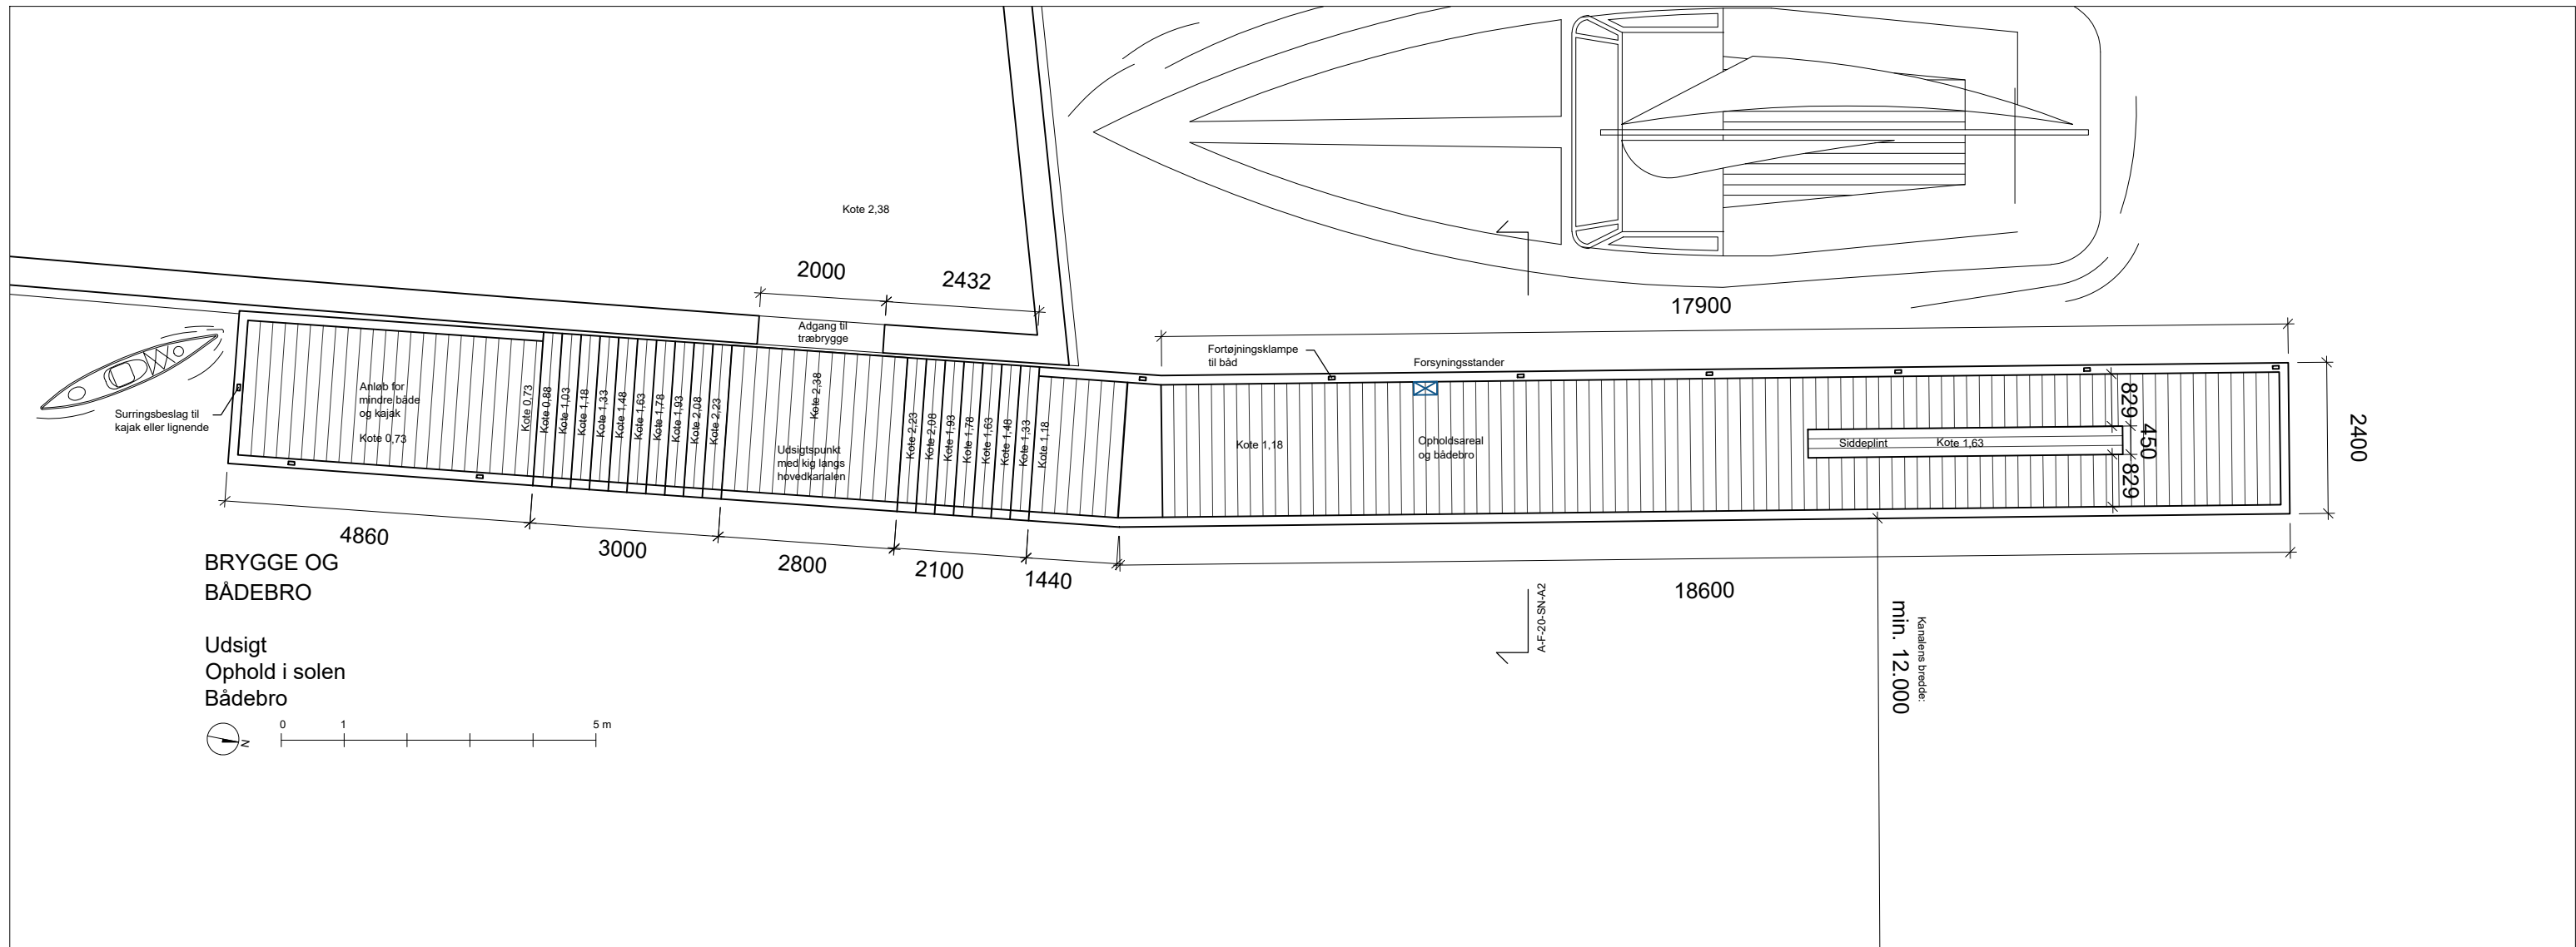 Kote 2,38
2000
2432
17900
Adgang til
træbrygge
Fortøjningsklampe
til båd
Forsyningsstander
Anløb for
mindre både
og kajak
Kote 0,73
Surringsbeslag til
kajak eller lignende
Kote 0,73
Kote 0,88
Kote 1,03
Kote 1,18
Kote 1,33
Kote 1,48
Kote 1,63
Kote 1,78
Kote 1,93
Kote 2,08
Kote 2,23
Kote 2,38
Udsigtspunkt
med kig langs
hovedkanalen
Kote 2,23
Kote 2,08
Kote 1,93
Kote 1,78
Kote 1,63
Kote 1,48
Kote 1,33
Kote 1,18
Kote 1,18
Opholdsareal
og bådebro
Siddeplint
Kote 1,63
829
450
829
2400
4860
3000
2800
2100
1440
18600
BRYGGE OG
BÅDEBRO
Udsigt
Ophold i solen
Bådebro
N
0 1 5 m
A-F-20-SN-A2
Kanalens bredde:
min. 12.000